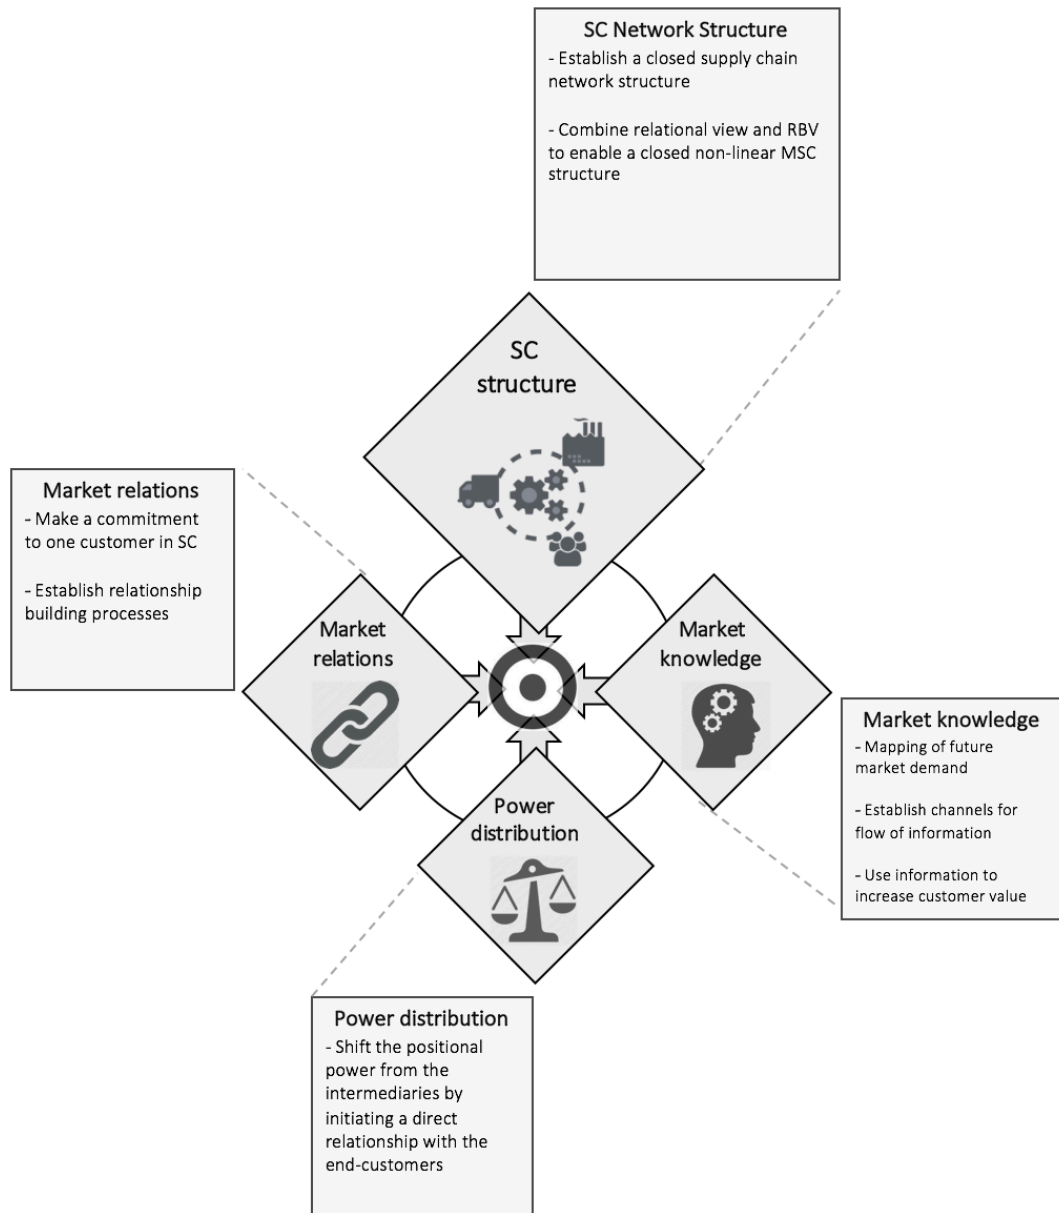 SC Network Structure
- Establish a closed supply chain
network structure
- Combine relational view and RBV
to enable a closed non-linear MSC
structure
SC
structure
Market relations
- Make a commitment
to one customer in SC
- Establish relationship
building processes
Market
relations
Market
knowledge
Market knowledge
- Mapping of future
market demand
- Establish channels for
flow of information
- Use information to
increase customer value
Power
distribution
Power distribution
- Shift the positional
power from the
intermediaries by
initiating a direct
relationship with the
end-customers